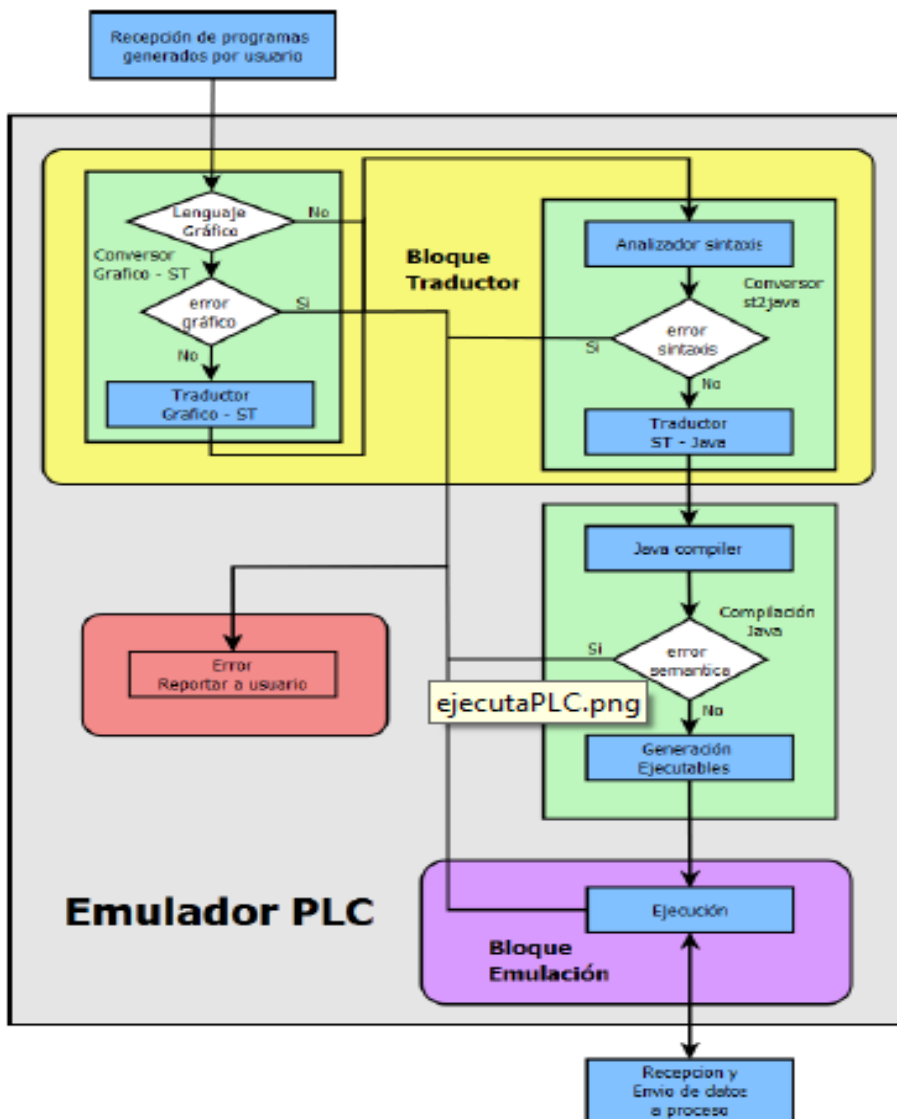 Recepción de programas
generados por usuario
Lenguaje
Gráfico
No
Conversor
Grafico - ST
error
gráfico
Si
No
Traductor
Grafico - ST
Bloque
Traductor
Analizador sintaxis
Conversor
st2java
error
sintaxis
Si
No
Traductor
ST - Java
Java compiler
Compilación
Java
error
semantica
Si
No
Generación
Ejecutables
Error
Reportar a usuario
ejecutaPLC.png
Emulador PLC
Ejecución
Bloque
Emulación
Recepcion y
Envio de datos
a proceso